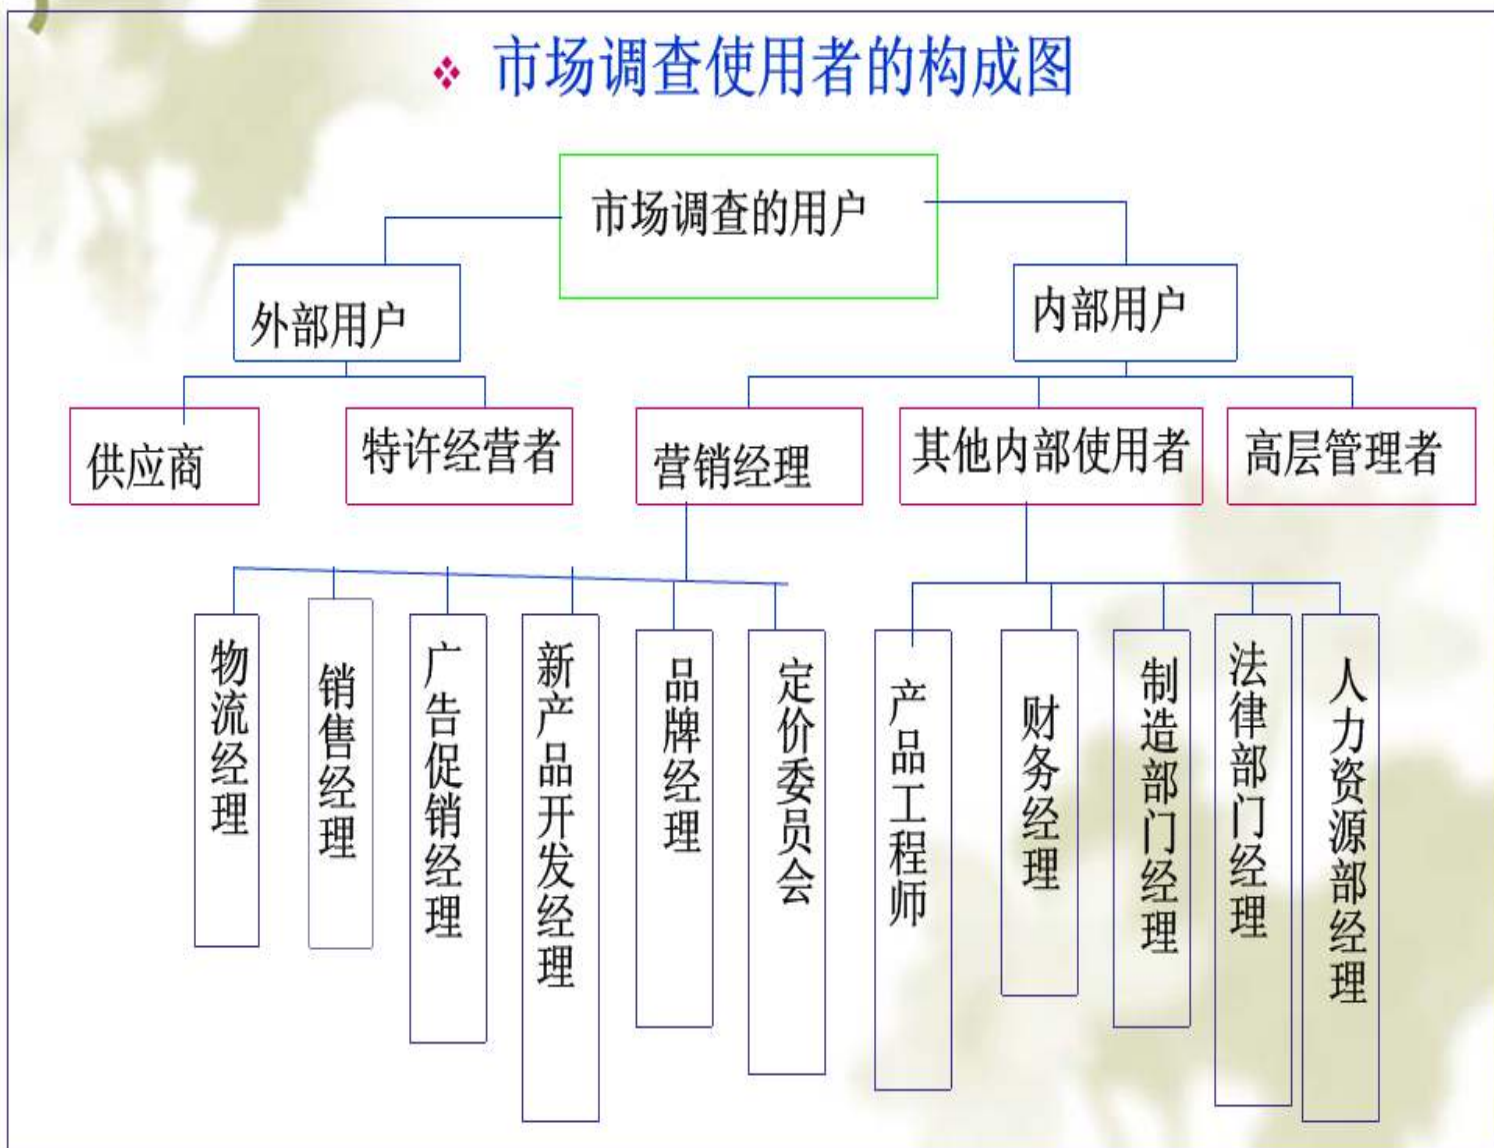 市场调查使用者的构成图
市场调查的用户
外部用户
内部用户
供应商
特许经营者
营销经理
其他内部使用者
高层管理者
物流经理
销售经理
广告促销经理
新产品开发经理
品牌经理
定价委员会
产品工程师
财务经理
制造部门经理
法律部门经理
人力资源部经理